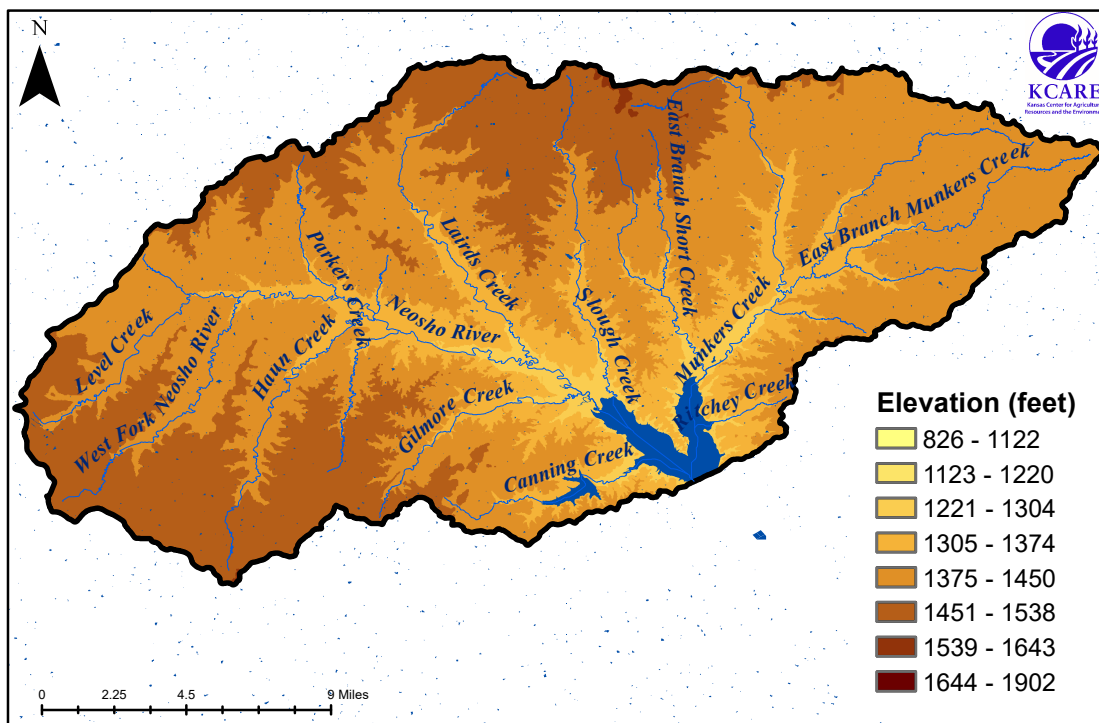 N
KCARE
Kansas Center for Agricultural
Resources and the Environment
East Branch Short Creek
East Branch Munkers Creek
Lairds Creek
Parkers Creek
Neosho River
Slough Creek
Munkers Creek
Level Creek
West Fork Neosho River
Haun Creek
Gilmore Creek
Ritchey Creek
Canning Creek
Elevation (feet)
826 - 1122
1123 - 1220
1221 - 1304
1305 - 1374
1375 - 1450
1451 - 1538
1539 - 1643
1644 - 1902
0 2.25 4.5 9 Miles